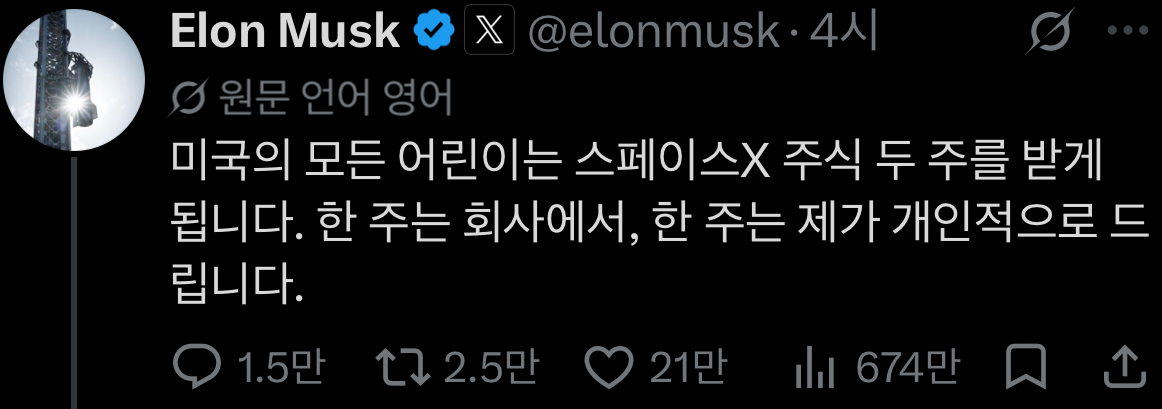 Elon Musk @elonmusk · 4시
원문 언어 영어
미국의 모든 어린이는 스페이스X 주식 두 주를 받게
됩니다. 한 주는 회사에서, 한 주는 제가 개인적으로 드
립니다.
1.5만 2.5만 21만 674만